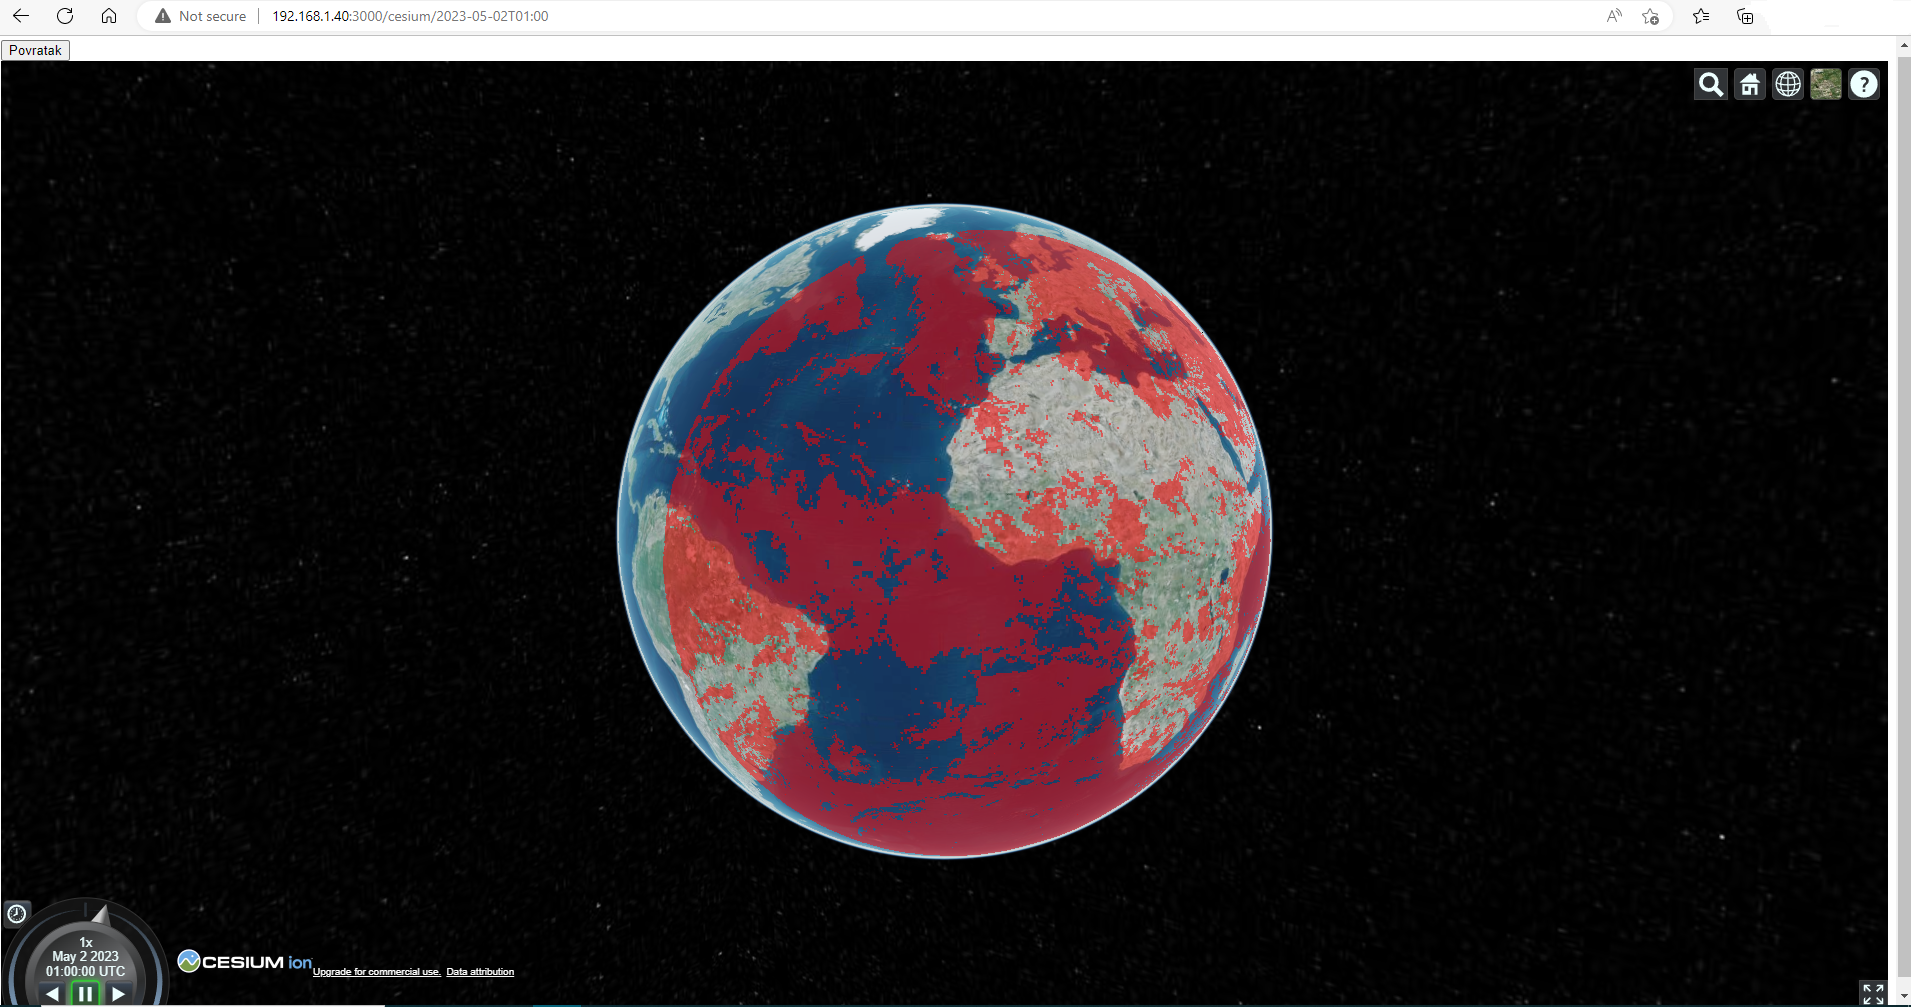 Not secure
192.168.1.40:3000/cesium/2023-05-02T01:00
Povratak
?
1x
May 2 2023
01:00:00 UTC
CESIUM ion
Upgrade for commercial use. Data attribution